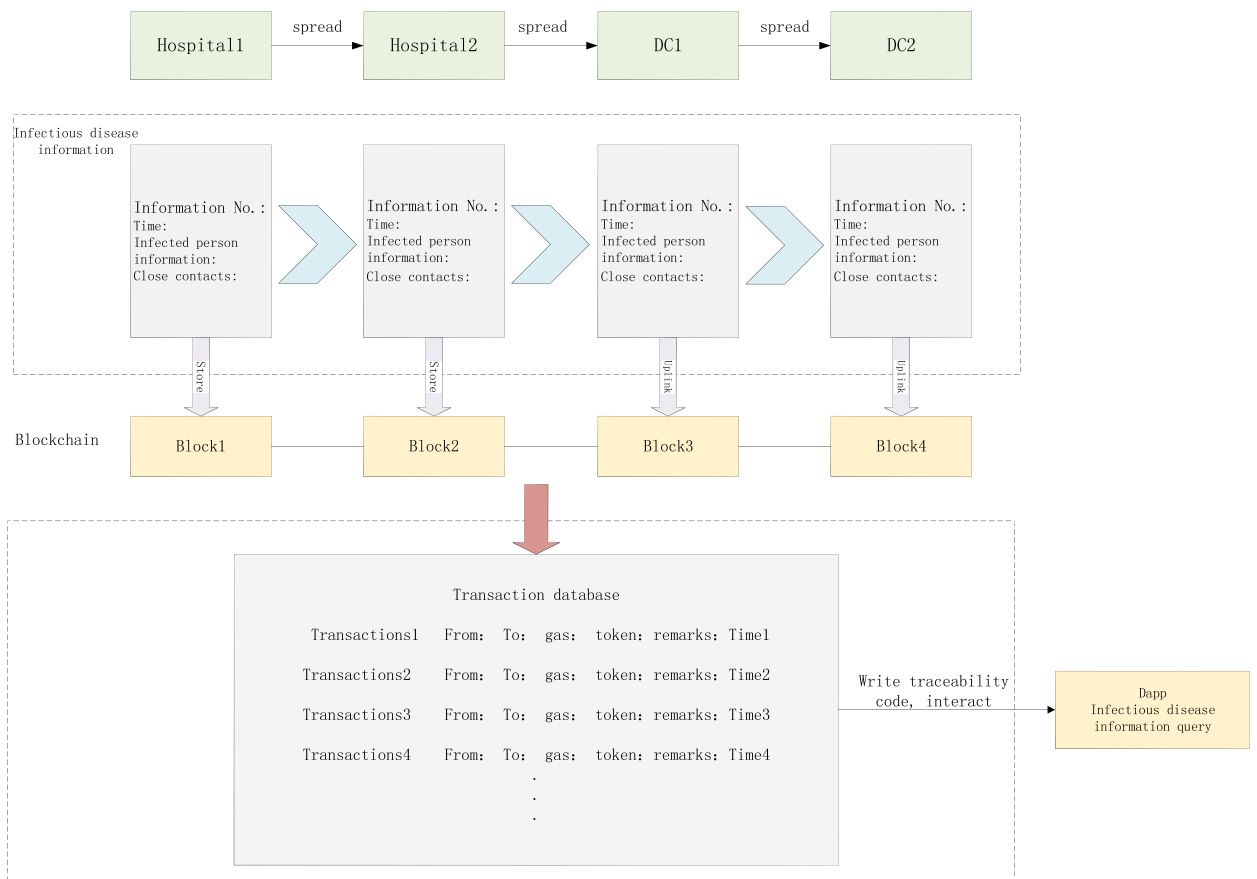 Hospital1
spread
Hospital2
spread
DC1
spread
DC2
Infectious disease
information
Information No.:
Time:
Infected person
information:
Close contacts:
Information No.:
Time:
Infected person
information:
Close contacts:
Information No.:
Time:
Infected person
information:
Close contacts:
Information No.:
Time:
Infected person
information:
Close contacts:
Store
Store
Uplink
Uplink
Blockchain
Block1
Block2
Block3
Block4
Transaction database
Transactions1 From: To: gas: token: remarks: Time1
Transactions2 From: To: gas: token: remarks: Time2
Transactions3 From: To: gas: token: remarks: Time3
Transactions4 From: To: gas: token: remarks: Time4
.
.
.
Write traceability
code, interact
Dapp
Infectious disease
information query